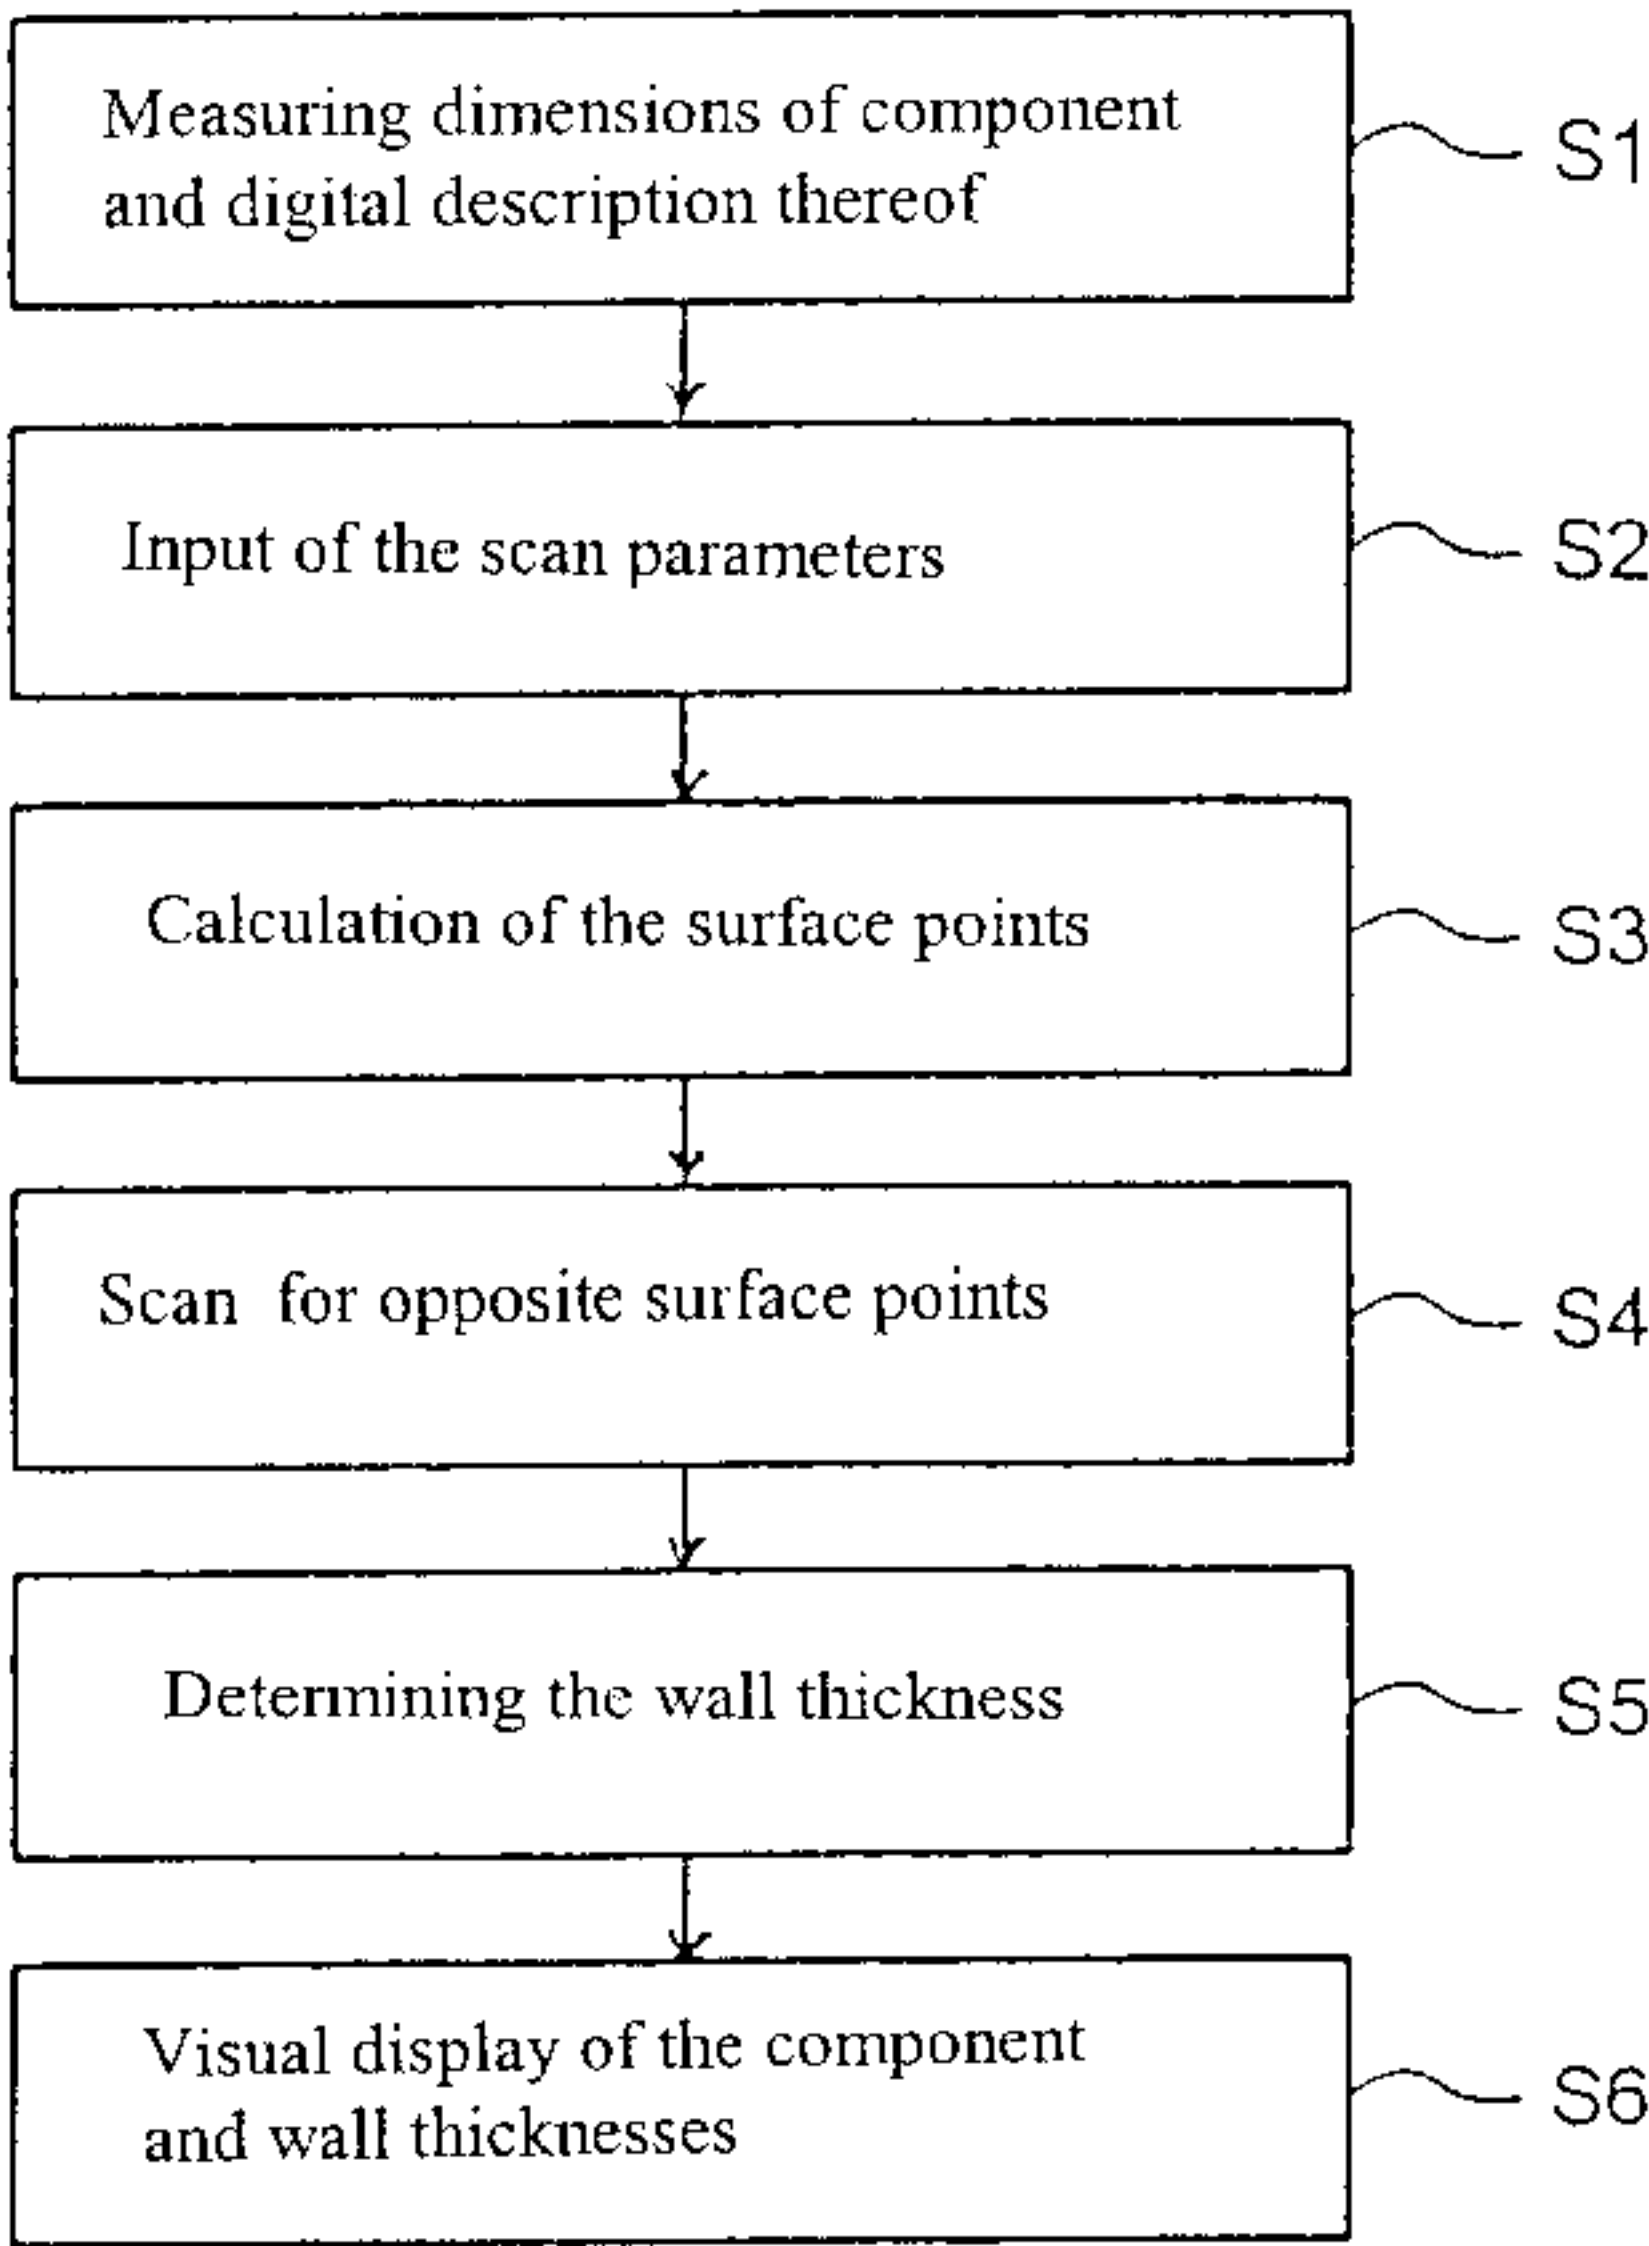 Measuring dimensions of component
and digital description thereof
S1
Input of the scan parameters
S2
Calculation of the surface points
S3
Scan for opposite surface points
S4
Determining the wall thickness
S5
Visual display of the component
and wall thicknesses
S6